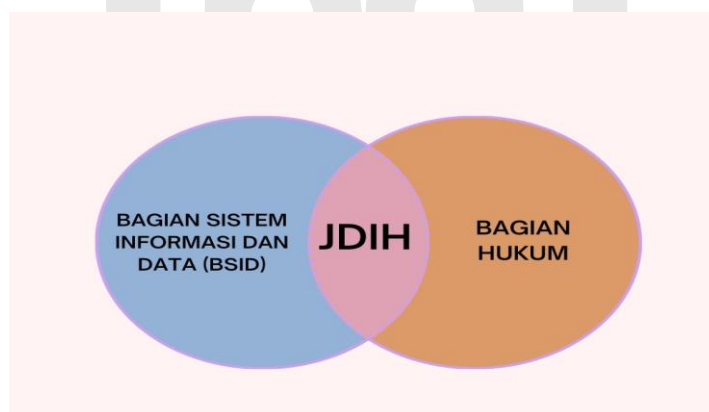 BAGIAN SISTEM
INFORMASI DAN
DATA (BSID)
JDIH
BAGIAN
HUKUM